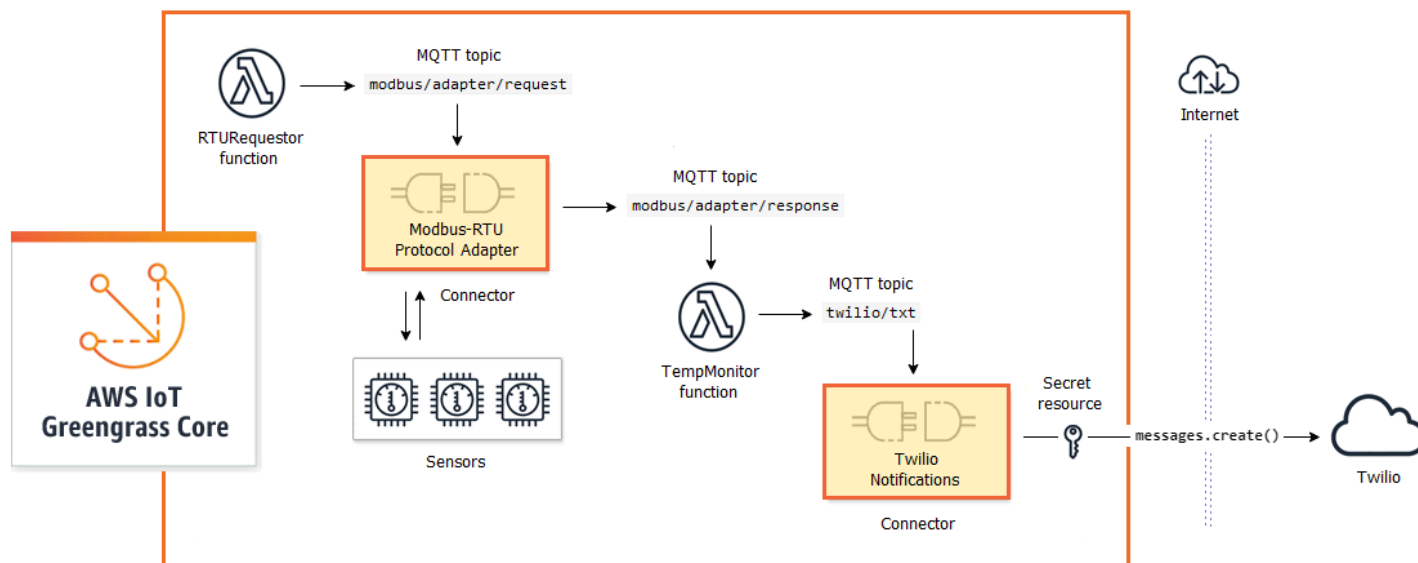 MQTT topic
modbus/adapter/request
RTURequestor
function
Internet
MQTT topic
modbus/adapter/response
Modbus-RTU
Protocol Adapter
Connector
MQTT topic
twilio/txt
AWS IoT
Greengrass Core
TempMonitor
function
Secret
resource
Sensors
messages.create()
Twilio
Notifications
Twilio
Connector